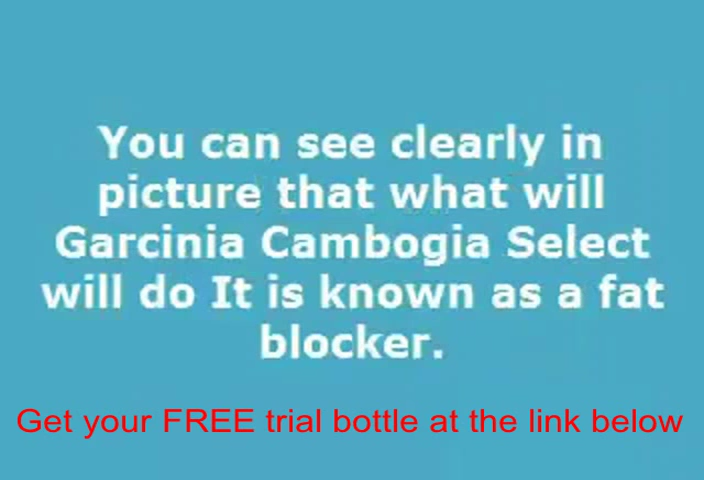 You can see clearly in
picture that what will
Garcinia Cambogia Select
will do It is known as a fat
blocker.
Get your FREE trial bottle at the link below